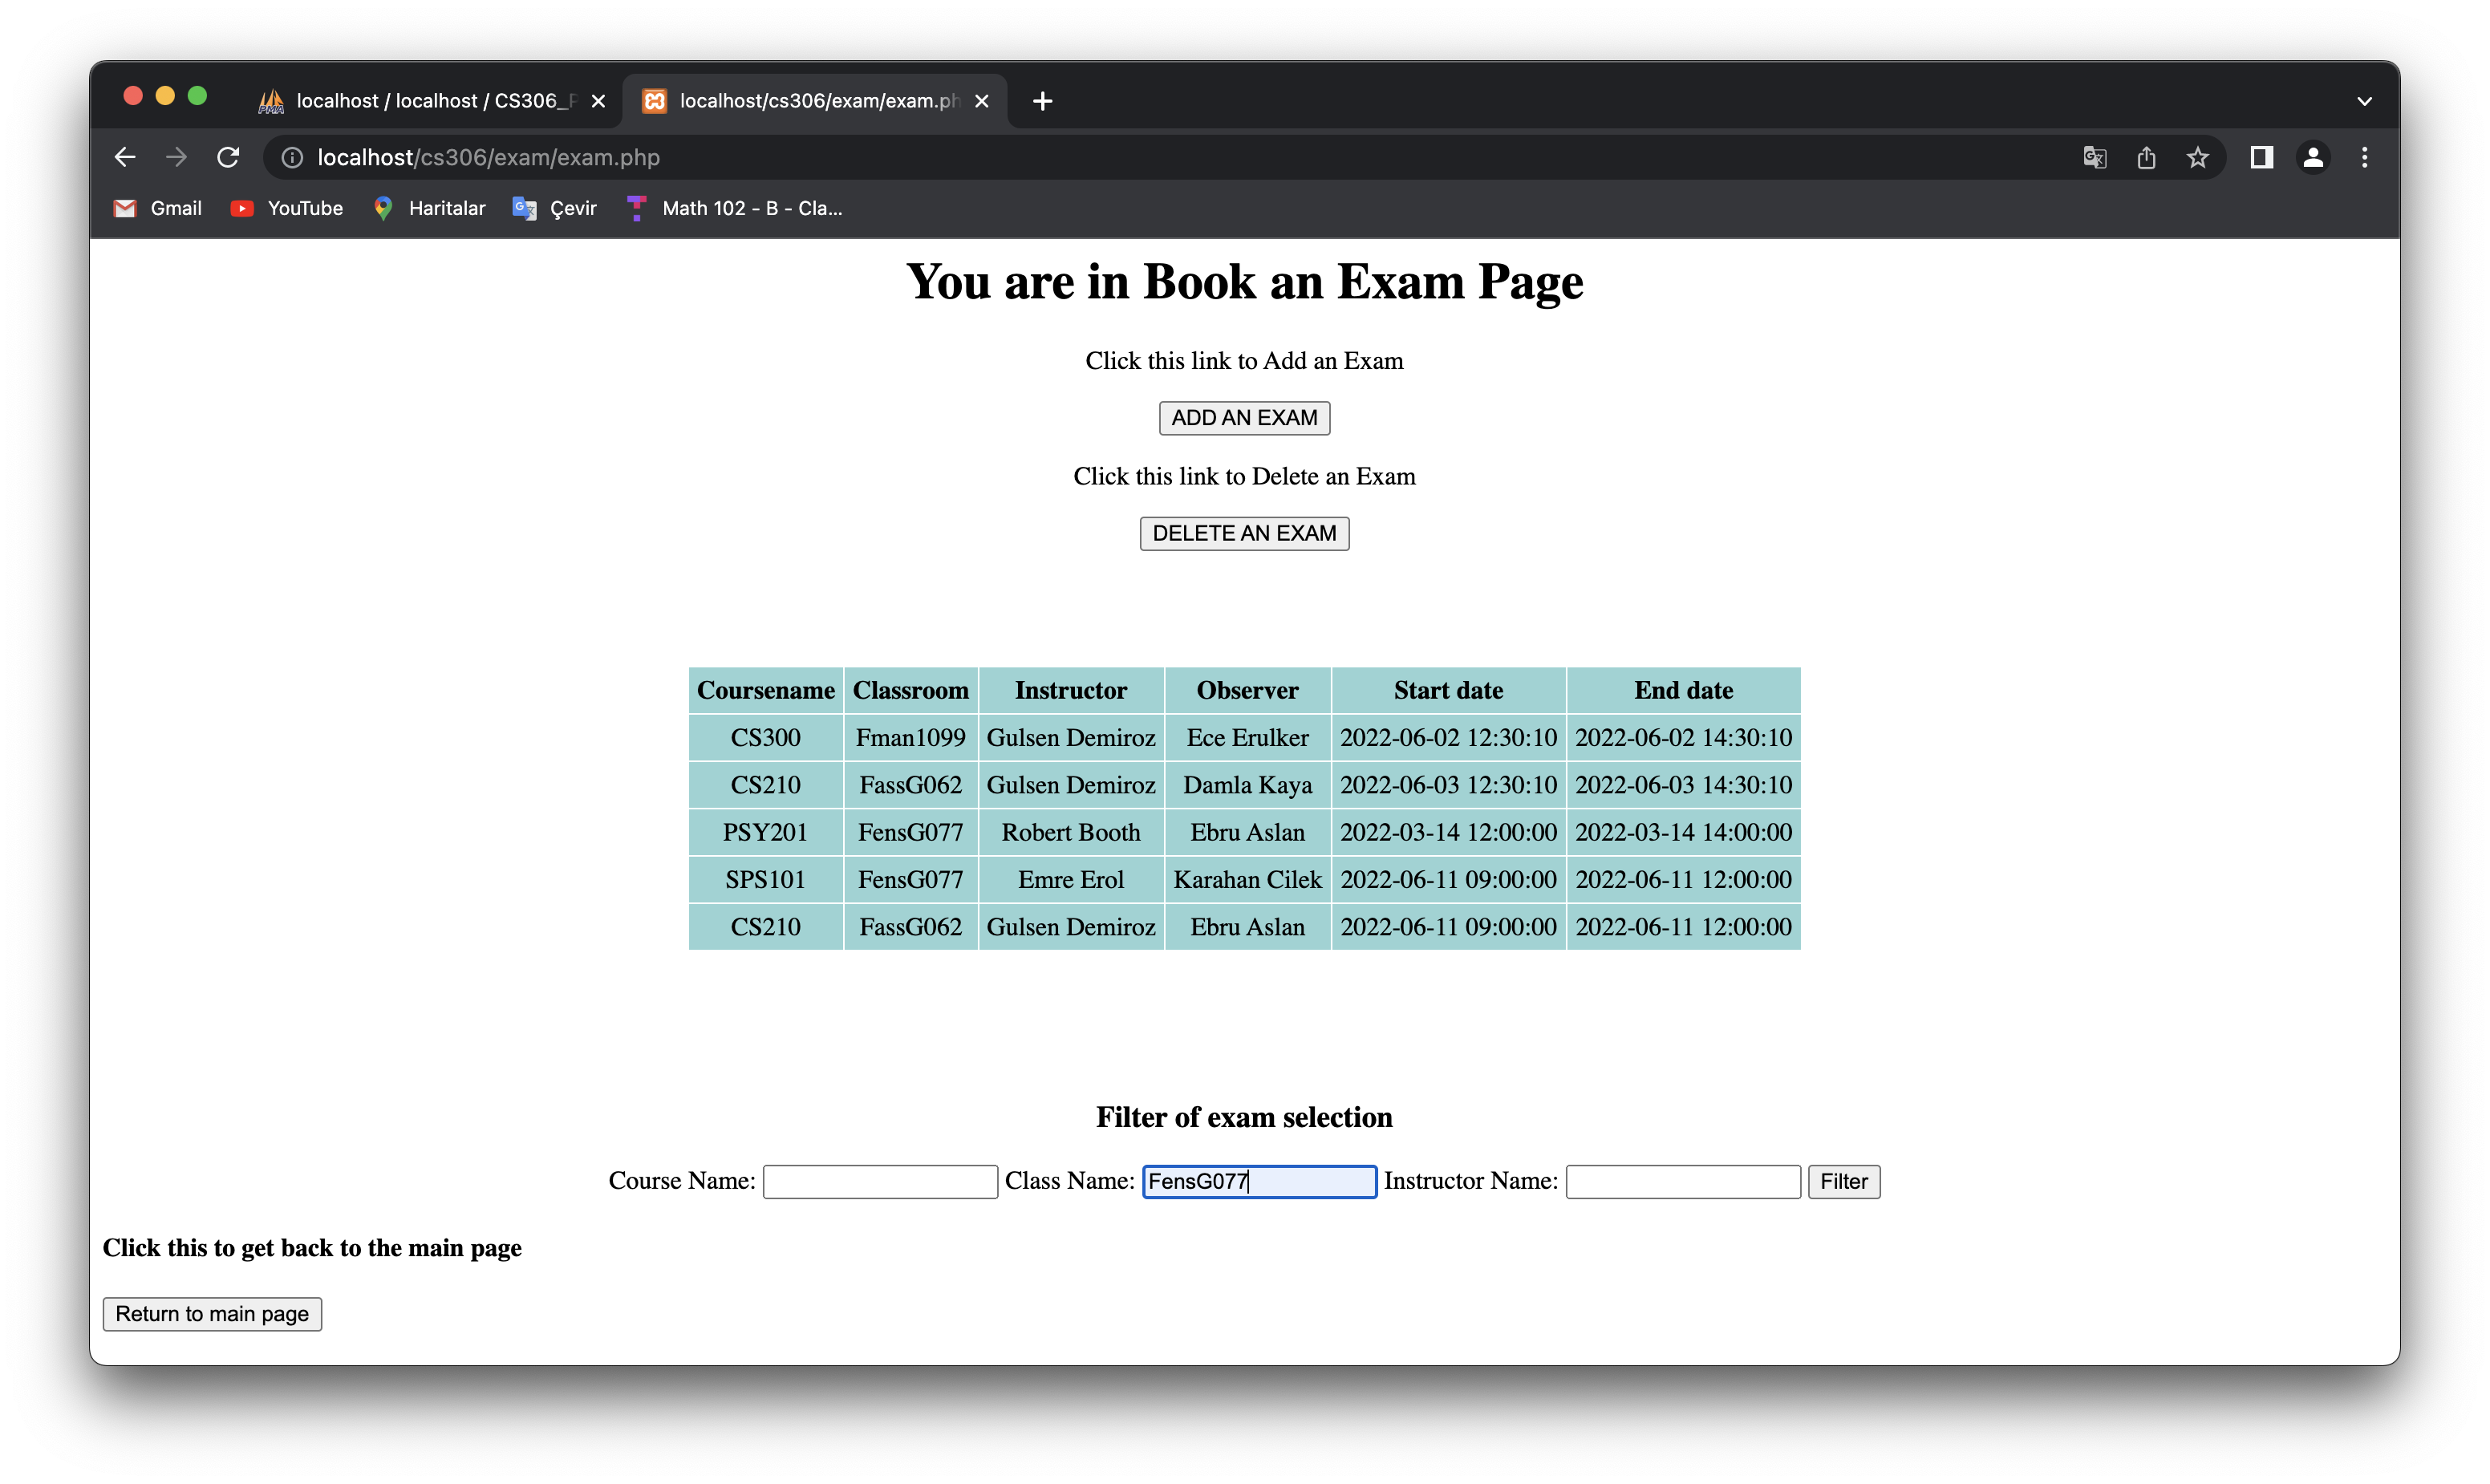 localhost / localhost / CS306_P
localhost/cs306/exam/exam.ph
localhost/cs306/exam/exam.php
Gmail YouTube Haritalar Çevir Math 102 - B - Cla...
You are in Book an Exam Page
Click this link to Add an Exam
ADD AN EXAM
Click this link to Delete an Exam
DELETE AN EXAM
Coursename Classroom Instructor Observer Start date End date
CS300 Fman1099 Gulsen Demiroz Ece Erulker 2022-06-02 12:30:10 2022-06-02 14:30:10
CS210 FassG062 Gulsen Demiroz Damla Kaya 2022-06-03 12:30:10 2022-06-03 14:30:10
PSY201 FensG077 Robert Booth Ebru Aslan 2022-03-14 12:00:00 2022-03-14 14:00:00
SPS101 FensG077 Emre Erol Karahan Cilek 2022-06-11 09:00:00 2022-06-11 12:00:00
CS210 FassG062 Gulsen Demiroz Ebru Aslan 2022-06-11 09:00:00 2022-06-11 12:00:00
Filter of exam selection
Course Name: Class Name: FensG077 Instructor Name: Filter
Click this to get back to the main page
Return to main page